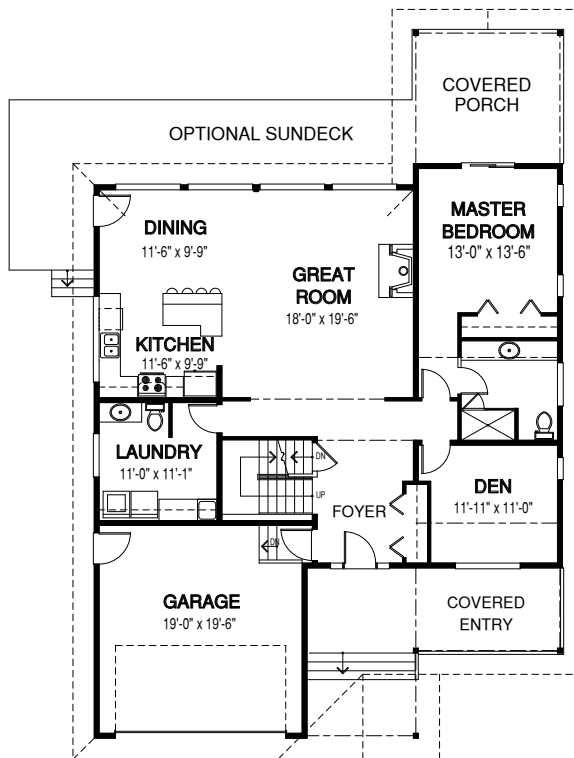 COVERED
PORCH
OPTIONAL SUNDECK
DINING
11'-6" x 9'-9"
MASTER
BEDROOM
13'-0" x 13'-6"
GREAT
ROOM
18'-0" x 19'-6"
KITCHEN
11'-6" x 9'-9"
LAUNDRY
11'-0" x 11'-1"
DN
UP
DEN
11'-11" x 11'-0"
FOYER
DN
GARAGE
19'-0" x 19'-6"
COVERED
ENTRY